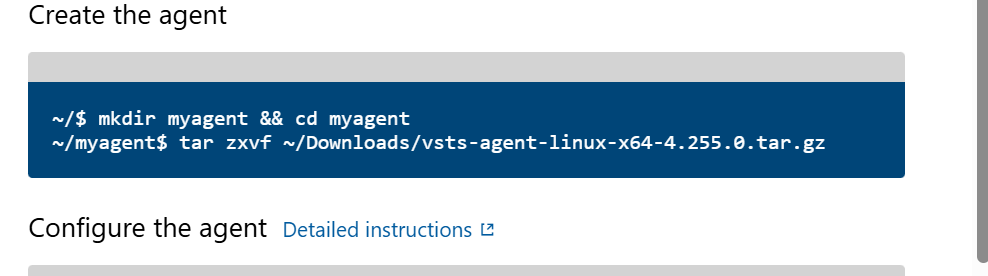 Create the agent
~/$ mkdir myagent && cd myagent
~/myagent$ tar zxvf ~/Downloads/vsts-agent-linux-x64-4.255.0.tar.gz
Configure the agent Detailed instructions